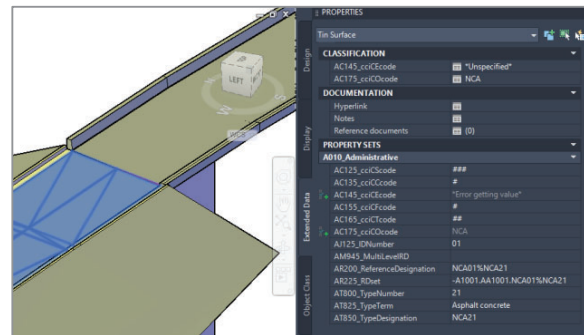 PROPERTIES
Tin Surface
CLASSIFICATION
AC145_cciCEcode *Unspecified*
AC175_cciCOcode NCA
DOCUMENTATION
Hyperlink
Notes
Reference documents (0)
PROPERTY SETS
A010_Administrative
AC125_cciCScode ###
AC135_cciFCcode #
AC145_cciCEcode *Error getting value*
AC155_cciCFcode #
AC165_cciCTcode ##
AC175_cciCOcode NCA
AJ125_IDNumber 01
AM945_MultiLevelRD
AR200_ReferenceDesignation NCA01%NCA21
AR225_RDset -A1001.AA1001.NCA01%NCA21
AT800_TypeNumber 21
AT825_TypeTerm Asphalt concrete
AT850_TypeDesignation NCA21
Design
Display
Extended Data
Object Class
LEFT
W
S